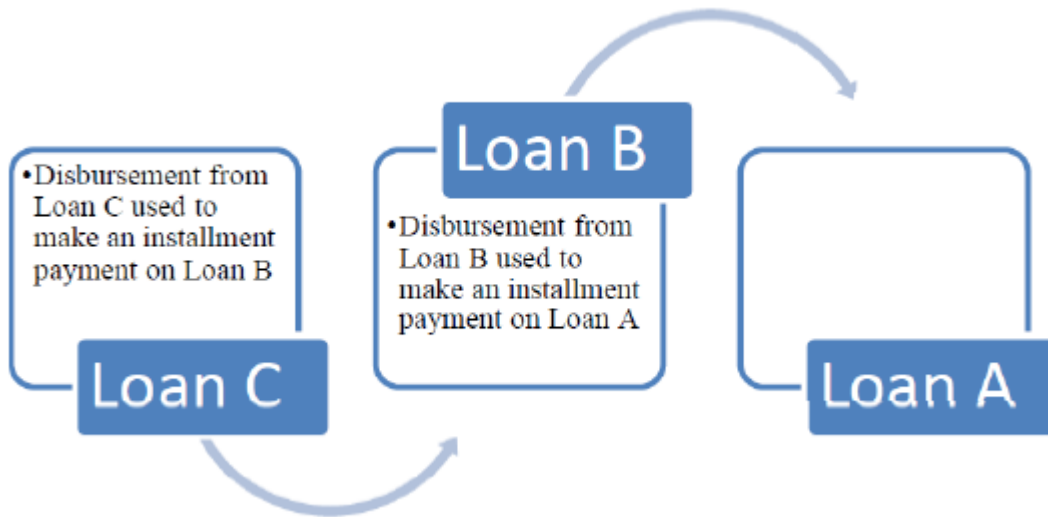 •Disbursement from
Loan C used to
make an installment
payment on Loan B
Loan C
Loan B
•Disbursement from
Loan B used to
make an installment
payment on Loan A
Loan A